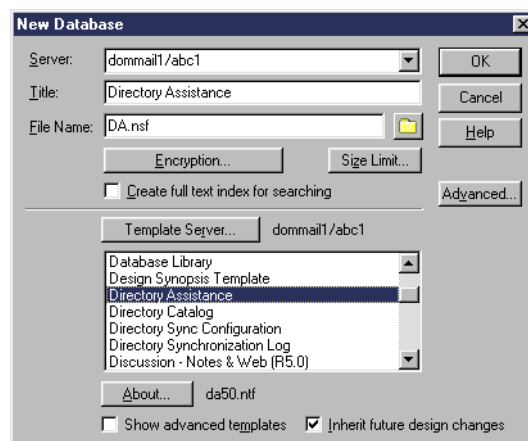 New Database
Server: dommail1/abc1 OK
Title: Directory Assistance Cancel
File Name: DA.nsf Help
Encryption... Size Limit...
Create full text index for searching Advanced...
Template Server... dommail1/abc1
Database Library
Design Synopsis Template
Directory Assistance
Directory Catalog
Directory Sync Configuration
Directory Synchronization Log
Discussion - Notes & Web (R5.0)
About... da50.ntf
Show advanced templates Inherit future design changes